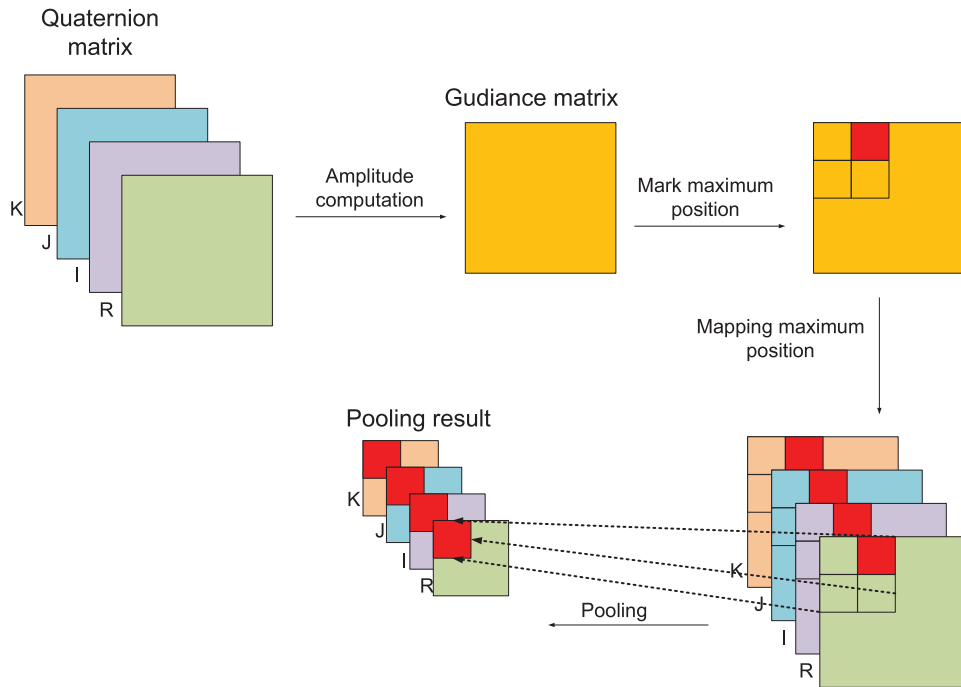 Quaternion
matrix
K
J
I
R
Amplitude
computation
Gudiance matrix
Mark maximum
position
Mapping maximum
position
K
J
I
R
Pooling
Pooling result
K
J
I
R